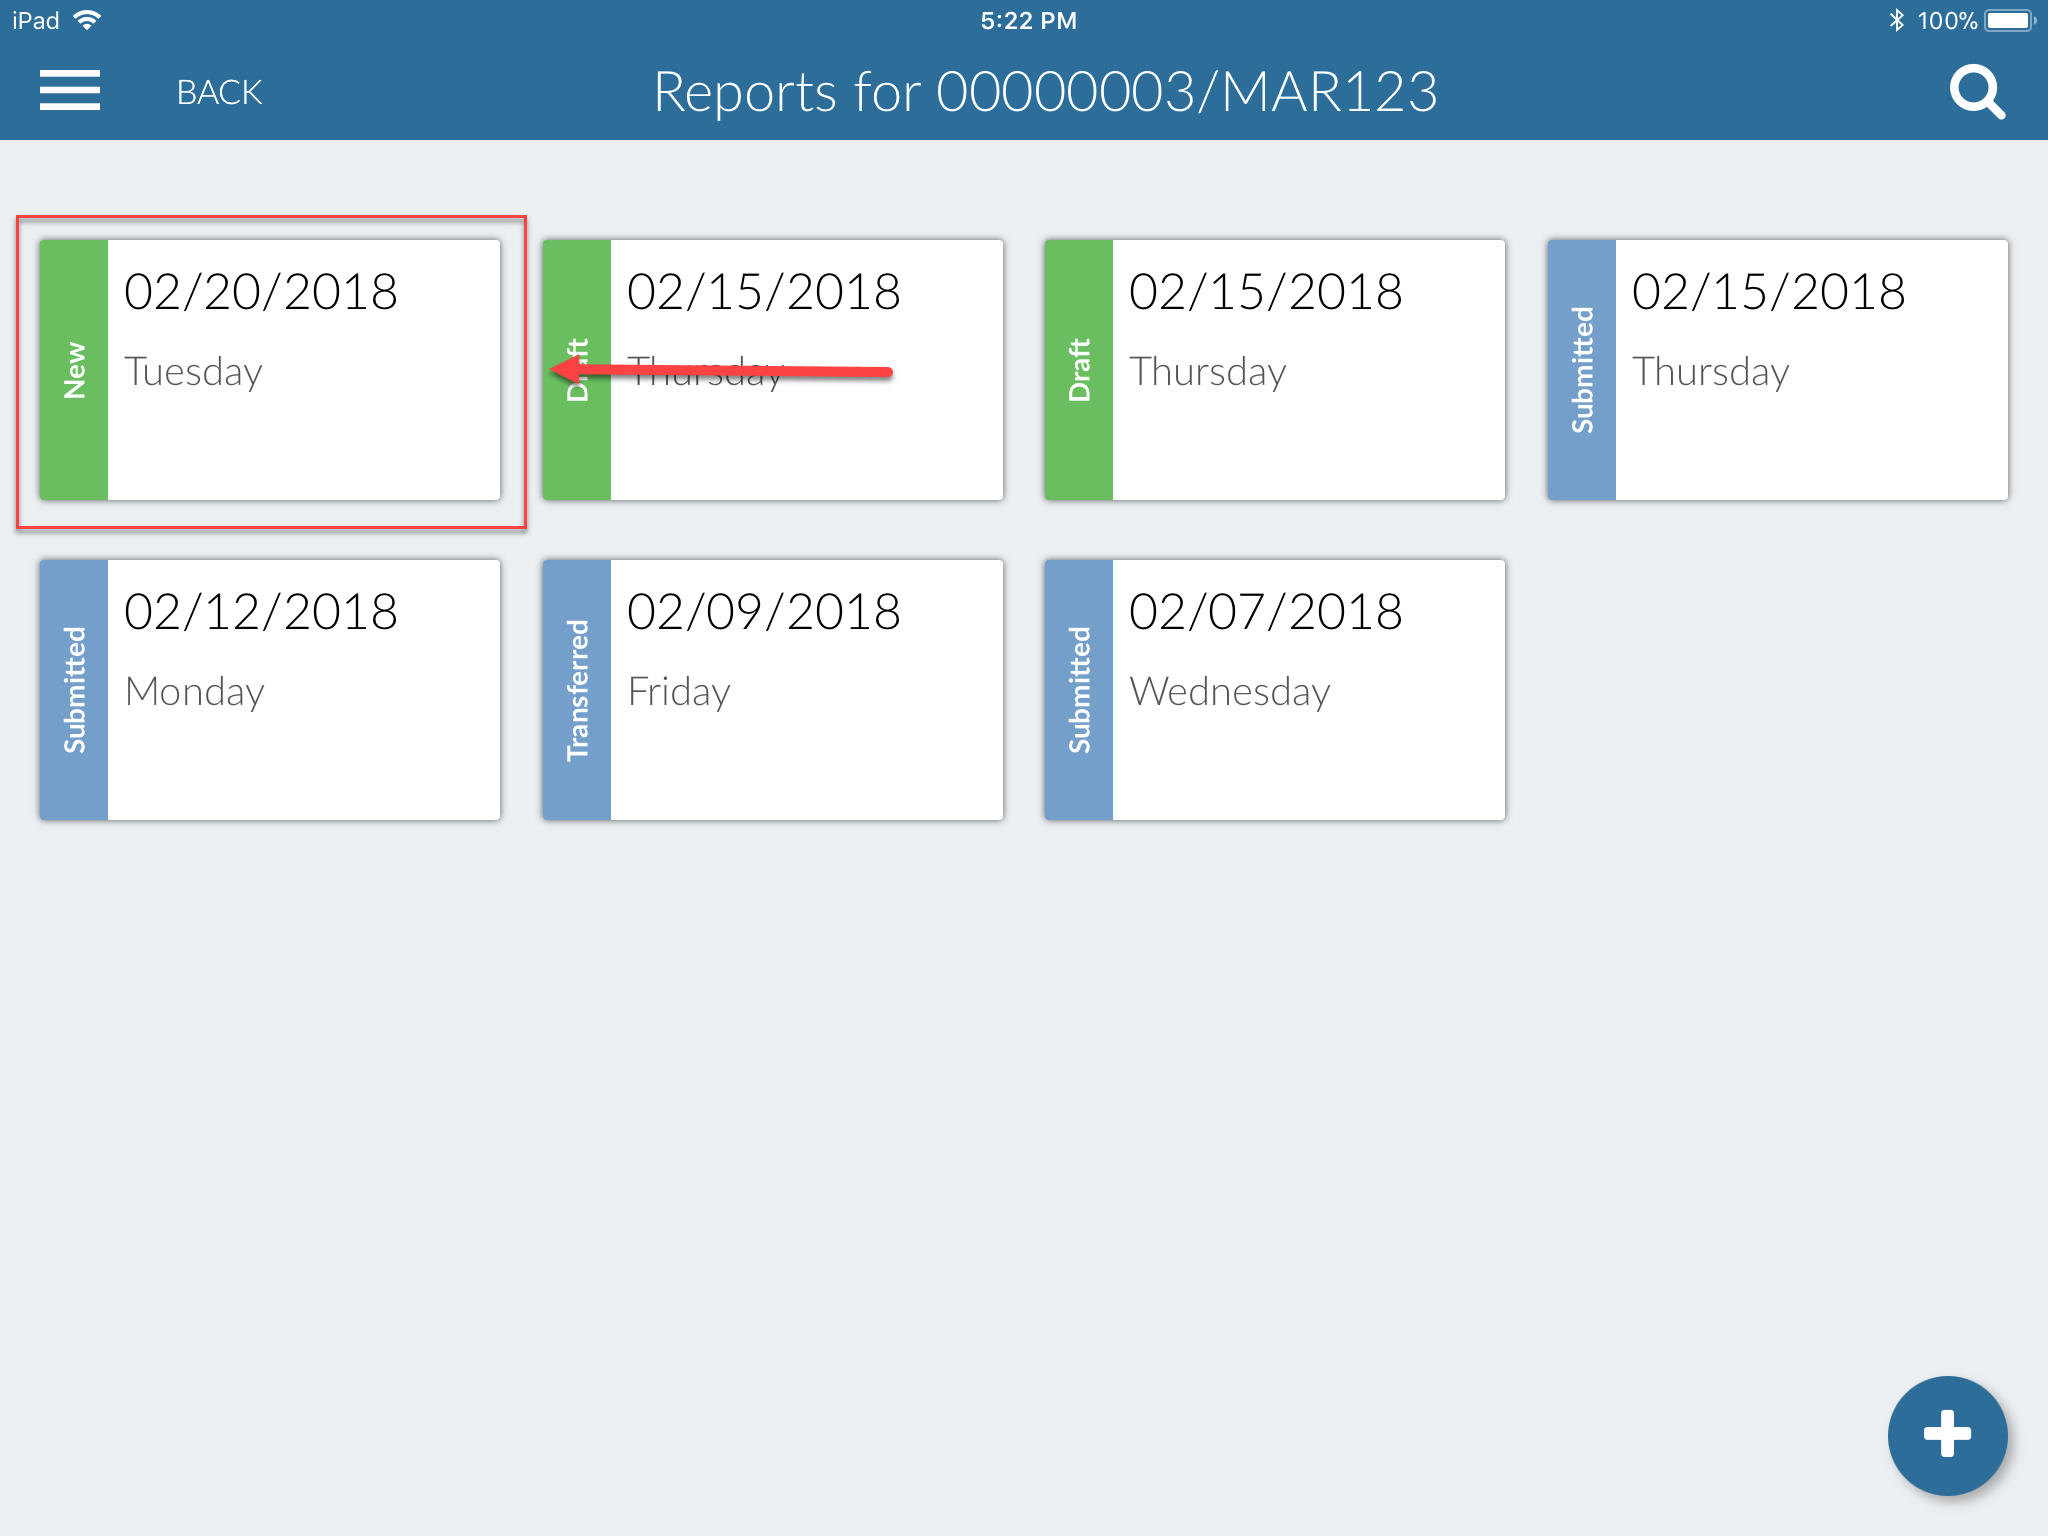 iPad 5:22 PM 100%
BACK Reports for 00000003/MAR123
New
02/20/2018
Tuesday
Draft
02/15/2018
Thursday
Draft
02/15/2018
Thursday
Submitted
02/15/2018
Thursday
Submitted
02/12/2018
Monday
Transferred
02/09/2018
Friday
Submitted
02/07/2018
Wednesday